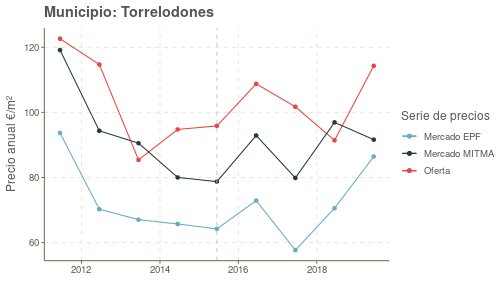 Municipio: Torrelodones
Precio anual €/m²
120
100
80
60
2012
2014
2016
2018
Serie de precios
Mercado EPF
Mercado MITMA
Oferta